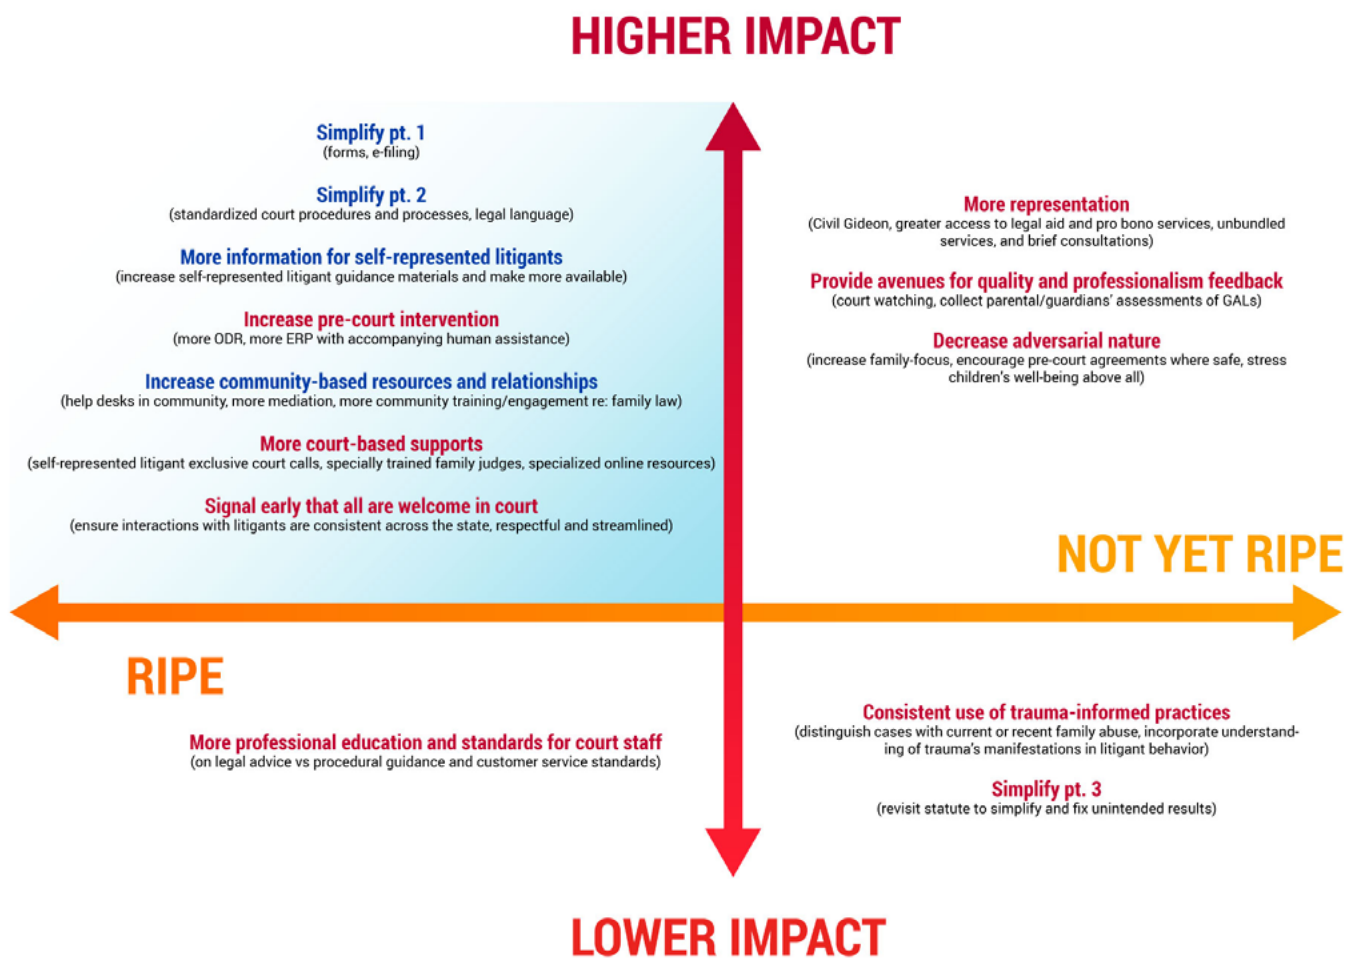 HIGHER IMPACT
Simplify pt. 1
(forms, e-filing)
Simplify pt. 2
(standardized court procedures and processes, legal language)
More information for self-represented litigants
(increase self-represented litigant guidance materials and make more available)
Increase pre-court intervention
(more ODR, more ERP with accompanying human assistance)
Increase community-based resources and relationships
(help desks in community, more mediation, more community training/engagement re: family law)
More court-based supports
(self-represented litigant exclusive court calls, specially trained family judges, specialized online resources)
Signal early that all are welcome in court
(ensure interactions with litigants are consistent across the state, respectful and streamlined)
More representation
(Civil Gideon, greater access to legal aid and pro bono services, unbundled
services, and brief consultations)
Provide avenues for quality and professionalism feedback
(court watching, collect parental/guardians' assessments of GALs)
Decrease adversarial nature
(increase family-focus, encourage pre-court agreements where safe, stress
children's well-being above all)
NOT YET RIPE
RIPE
More professional education and standards for court staff
(on legal advice vs procedural guidance and customer service standards)
Consistent use of trauma-informed practices
(distinguish cases with current or recent family abuse, incorporate understand-
ing of trauma's manifestations in litigant behavior)
Simplify pt. 3
(revisit statute to simplify and fix unintended results)
LOWER IMPACT